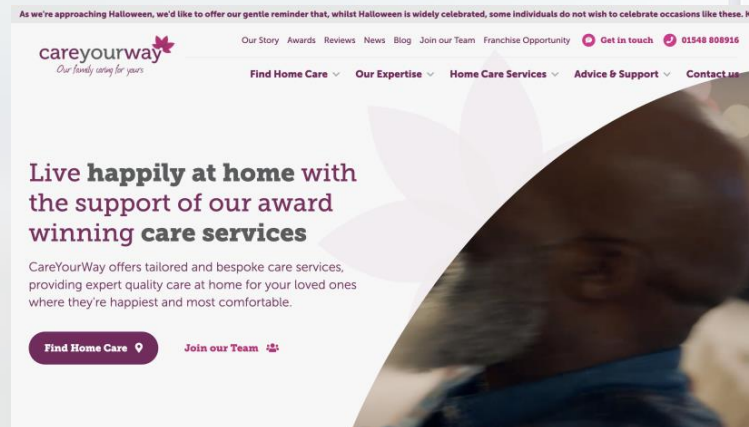 As we're approaching Halloween, we'd like to offer our gentle reminder that, whilst Halloween is widely celebrated, some individuals do not wish to celebrate occasions like these.
careyourway
Our family caring for yours
Our Story Awards Reviews News Blog Join our Team Franchise Opportunity Get in touch 01548 808916
Find Home Care Our Expertise Home Care Services Advice & Support Contact us
Live happily at home with
the support of our award
winning care services
CareYourWay offers tailored and bespoke care services,
providing expert quality care at home for your loved ones
where they're happiest and most comfortable.
Find Home Care Join our Team